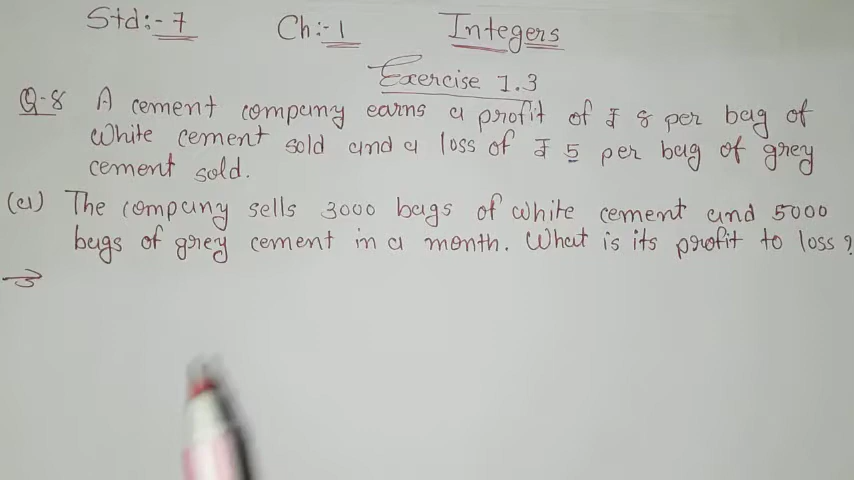 Std:- 7 Ch:- 1 Integers
Exercise 1.3
Q-8 A cement company earns a profit of ₹ 8 per bag of
white cement sold and a loss of ₹ 5 per bag of grey
cement sold.
(a) The company sells 3000 bags of white cement and 5000
bags of grey cement in a month. What is its profit to loss?
→